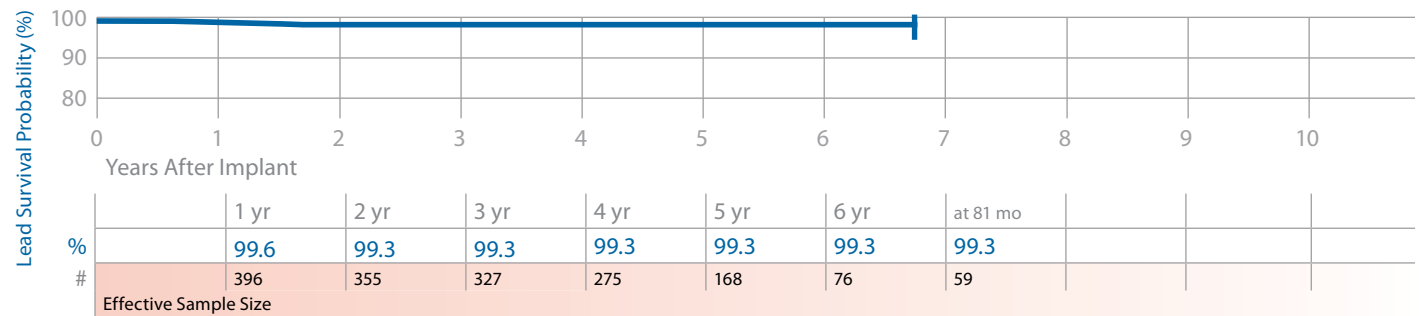 Lead Survival Probability (%)
100
90
80
0 1 2 3 4 5 6 7 8 9 10
Years After Implant
1 yr 2 yr 3 yr 4 yr 5 yr 6 yr at 81 mo
% 99.6 99.3 99.3 99.3 99.3 99.3 99.3
# 396 355 327 275 168 76 59
Effective Sample Size